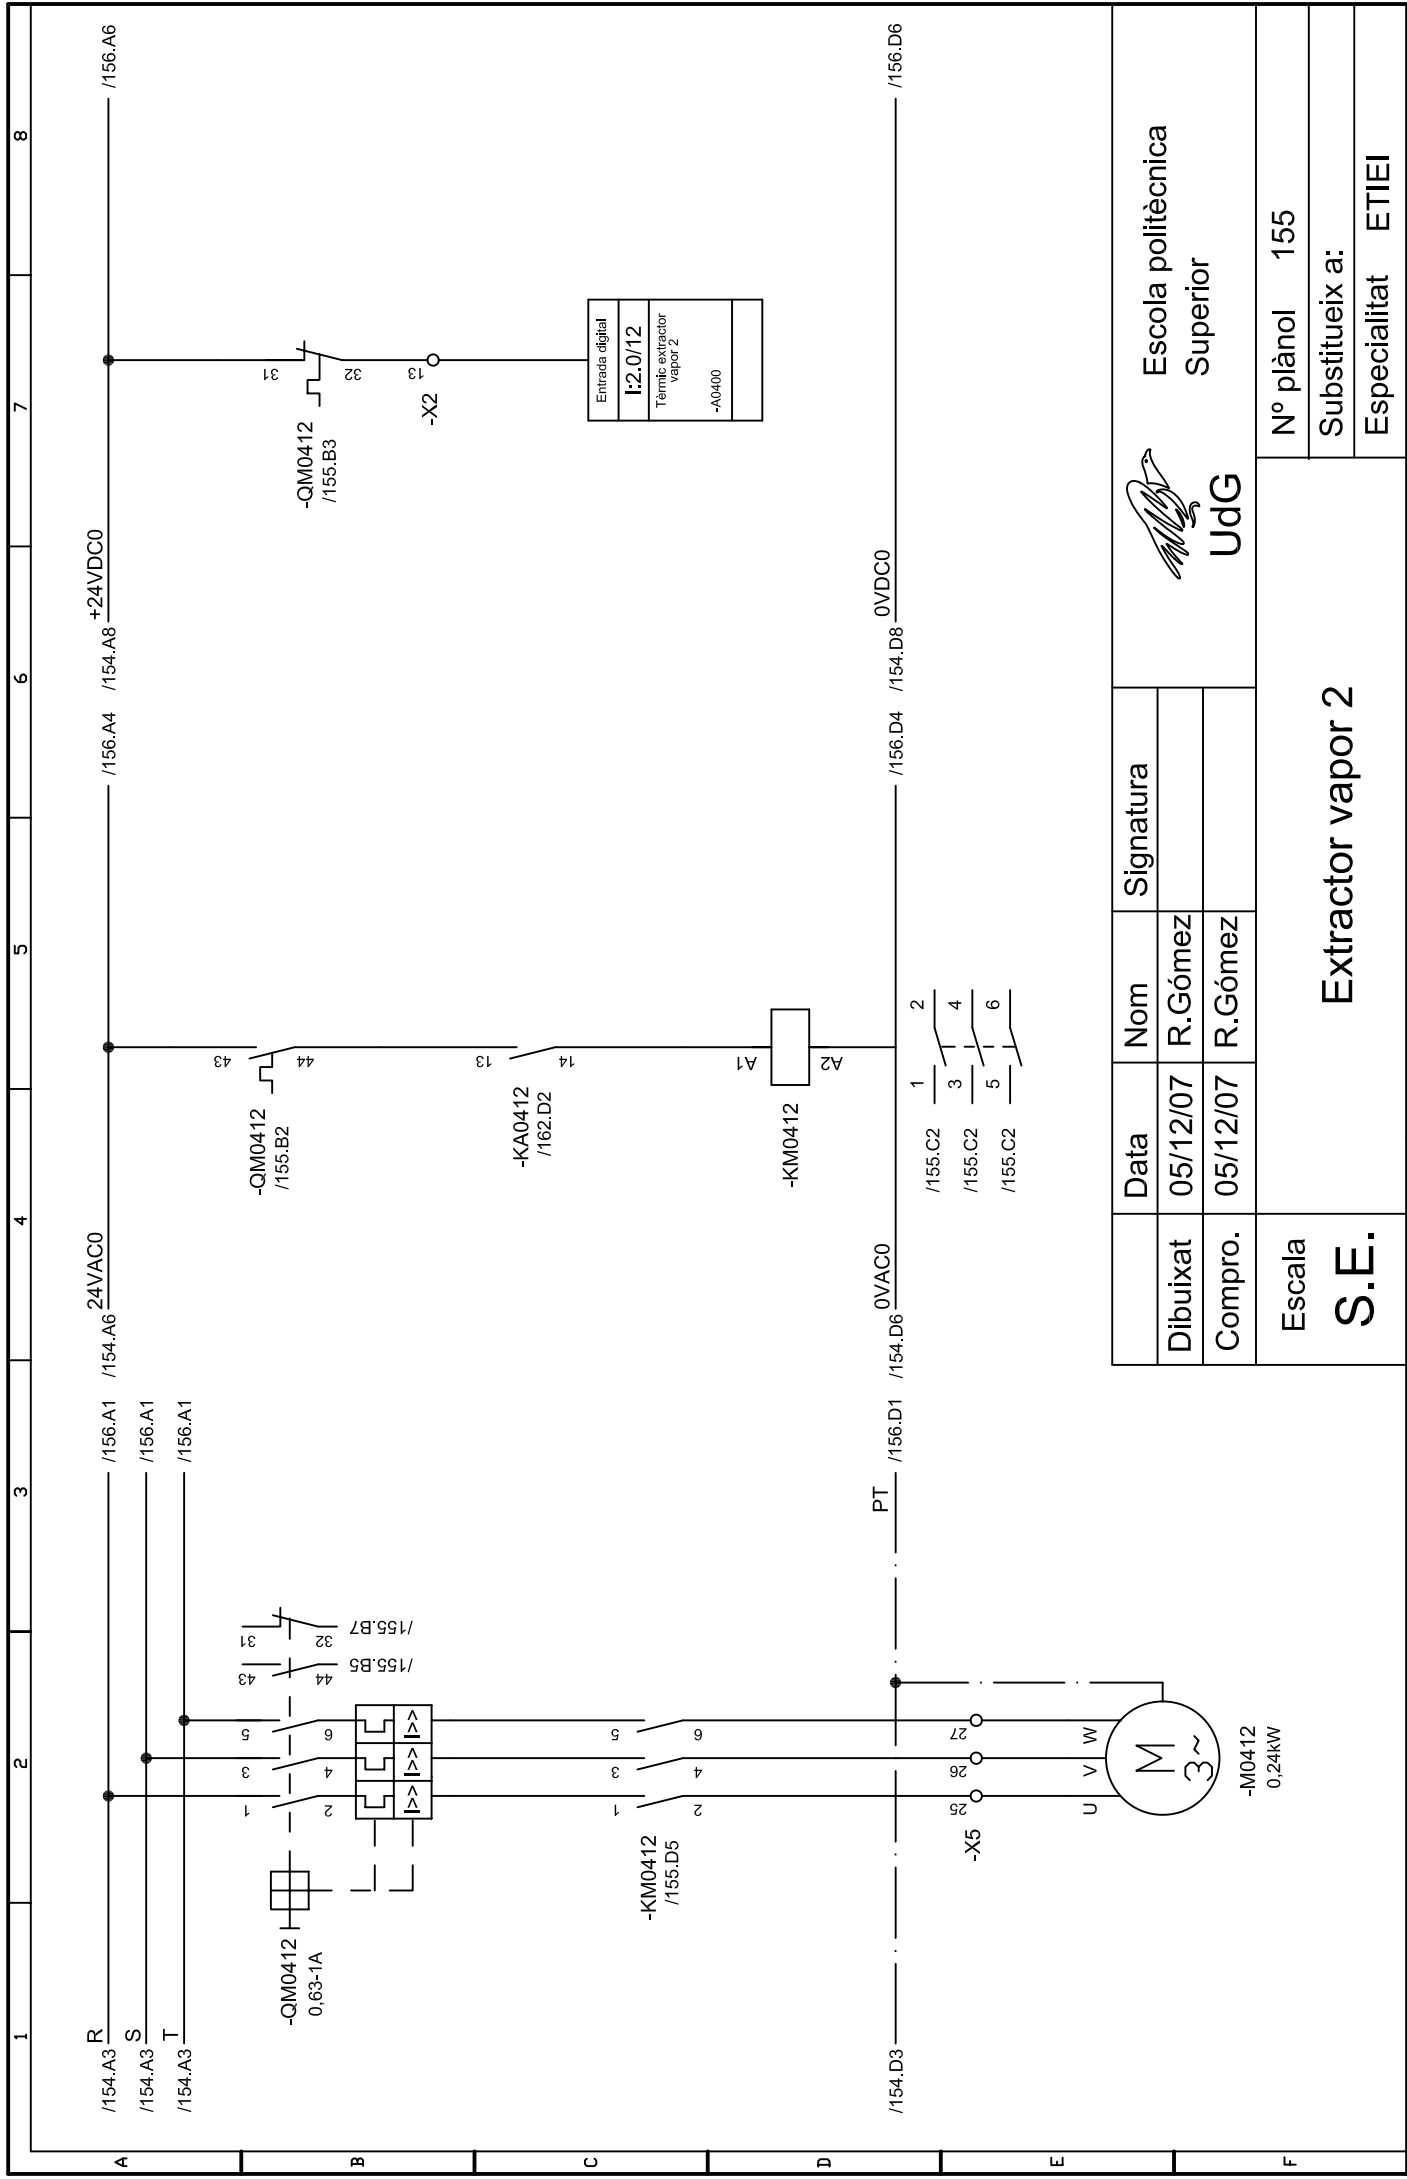 1
2
3
4
5
6
7
8
A
B
C
D
E
F
/154.A3
R
/156.A1
/154.A3
S
/156.A1
/154.A3
T
/156.A1
-QM0412
0,63-1A
1
2
3
4
5
6
43
44
/155.B5
31
32
/155.B7
I>>
I>>
I>>
-KM0412
/155.D5
1
2
3
4
5
6
/154.D3
PT
/156.D1
-X5
25
26
27
U
V
W
M
3~
-M0412
0,24kW
/154.A6
24VAC0
/156.A4
-QM0412
/155.B2
43
44
-KA0412
/162.D2
13
14
-KM0412
A1
A2
/154.D6
0VAC0
/156.D4
/155.C2
1
2
/155.C2
3
4
/155.C2
5
6
/154.A8
+24VDC0
/156.A6
-QM0412
/155.B3
31
32
-X2
13
Entrada digital
I:2.0/12
Tèrmic extractor
vapor 2
-A0400
/154.D8
0VDC0
/156.D6
Data
Nom
Signatura
Dibuixat
05/12/07
R.Gómez
Compro.
05/12/07
R.Gómez
UdG
Escola politècnica
Superior
Escala
S.E.
Extractor vapor 2
Nº plànol 155
Substitueix a:
Especialitat ETIEI